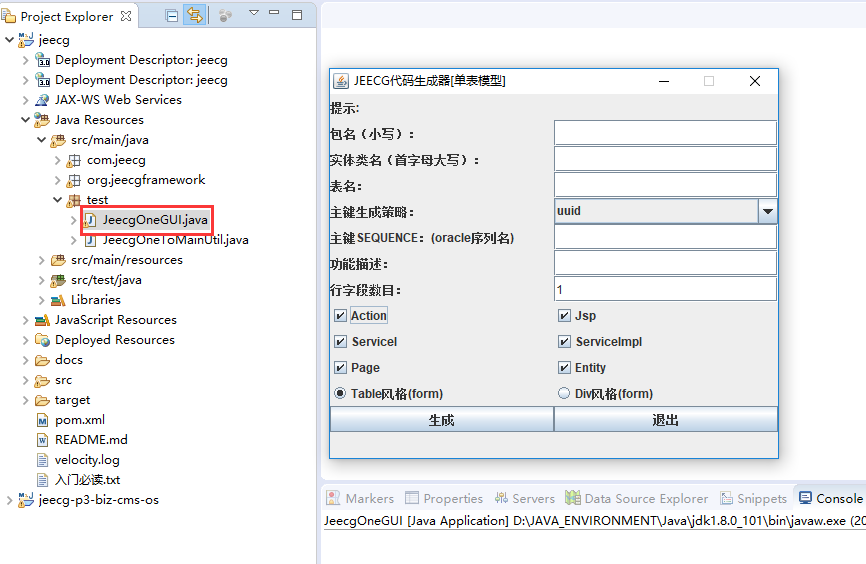 Project Explorer
jeecg
Deployment Descriptor: jeecg
Deployment Descriptor: jeecg
JAX-WS Web Services
Java Resources
src/main/java
com.jeecg
org.jeecgframework
test
JeecgOneGUI.java
JeecgOneToMainUtil.java
src/main/resources
src/test/java
Libraries
JavaScript Resources
Deployed Resources
docs
src
target
pom.xml
README.md
velocity.log
入门必读.txt
jeecg-p3-biz-cms-os
JEECG代码生成器[单表模型]
提示:
包名（小写）：
实体类名（首字母大写）：
表名：
主键生成策略： uuid
主键SEQUENCE：(oracle序列名)
功能描述：
行字段数目： 1
Action Jsp
ServiceI ServiceImpl
Page Entity
Table风格(form) Div风格(form)
生成 退出
Markers Properties Servers Data Source Explorer Snippets Console
JeecgOneGUI [Java Application] D:\JAVA_ENVIRONMENT\Java\jdk1.8.0_101\bin\javaw.exe (20